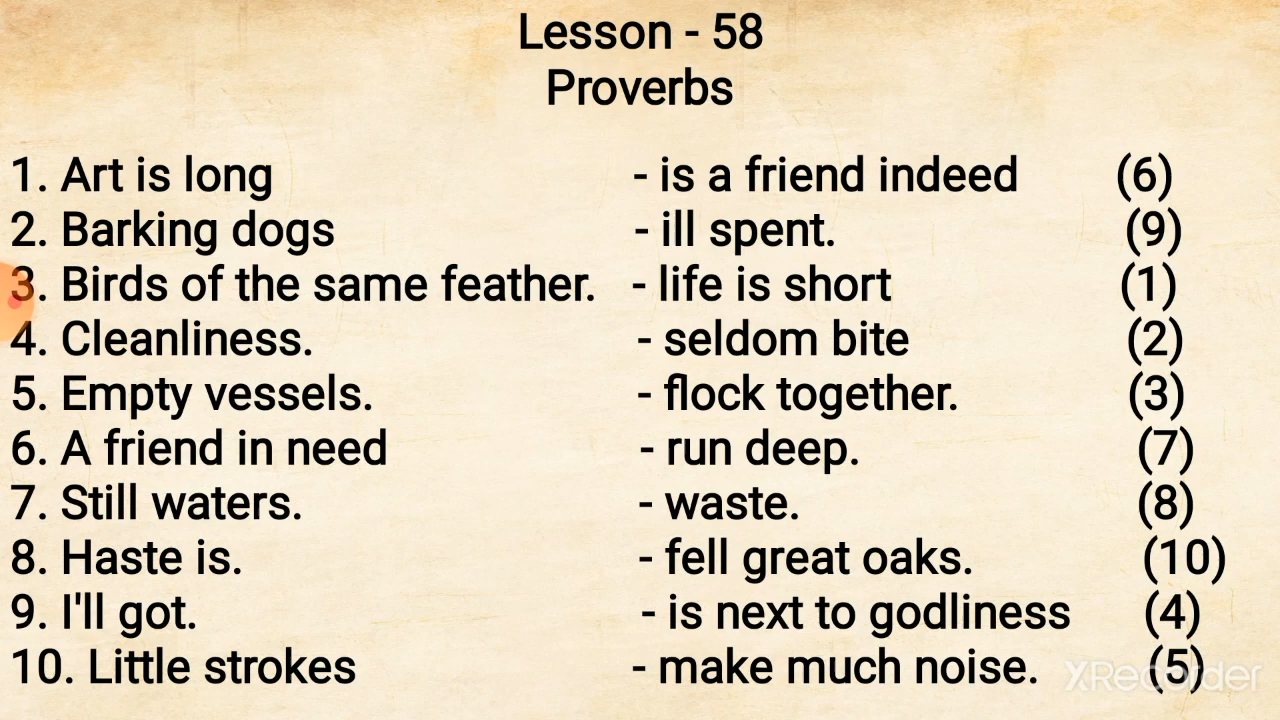 Lesson - 58
Proverbs
1. Art is long - is a friend indeed (6)
2. Barking dogs - ill spent. (9)
3. Birds of the same feather. - life is short (1)
4. Cleanliness. - seldom bite (2)
5. Empty vessels. - flock together. (3)
6. A friend in need - run deep. (7)
7. Still waters. - waste. (8)
8. Haste is. - fell great oaks. (10)
9. I'll got. - is next to godliness (4)
10. Little strokes - make much noise. (5)
XRecorder